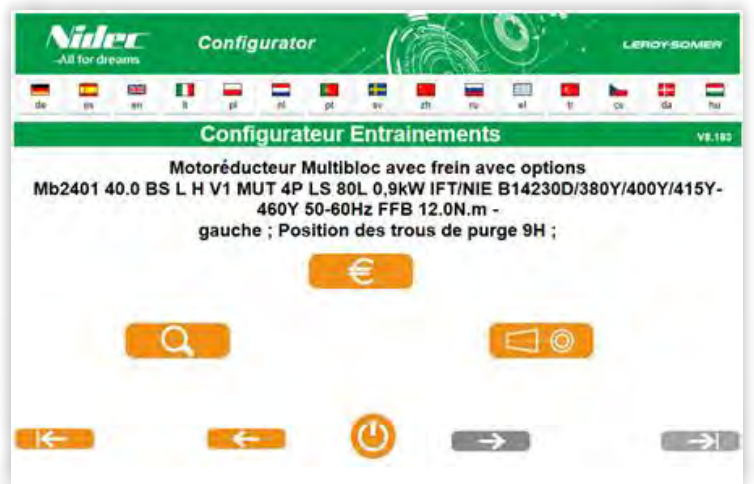 Nidec
All for dreams
Configurator
LEROY-SOMER
de es en it pl nl pt sv zh ru el tr cs da hu
Configurateur Entrainements
V8.183
Motoréducteur Multibloc avec frein avec options
Mb2401 40.0 BS L H V1 MUT 4P LS 80L 0,9kW IFT/NIE B14230D/380Y/400Y/415Y-
460Y 50-60Hz FFB 12.0N.m -
gauche ; Position des trous de purge 9H ;
€